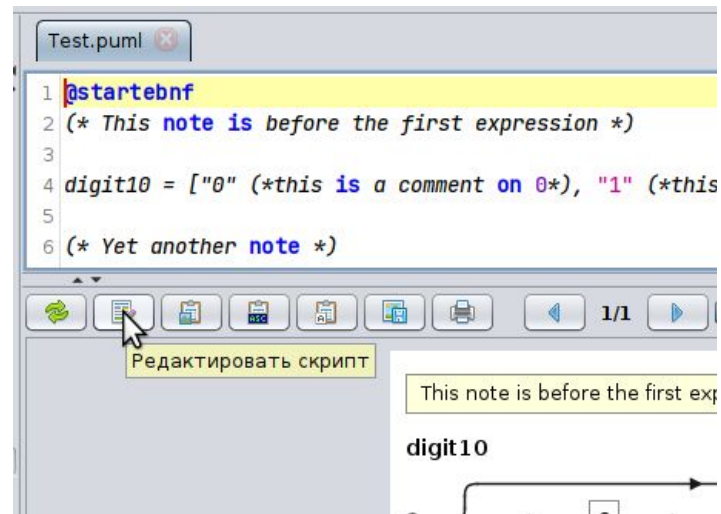 Test.puml
1 @startebnf
2 (* This note is before the first expression *)
3
4 digit10 = ["0" (*this is a comment on 0*), "1" (*this
5
6 (* Yet another note *)
ASC
A
1/1
Редактировать скрипт
This note is before the first exp
digit10